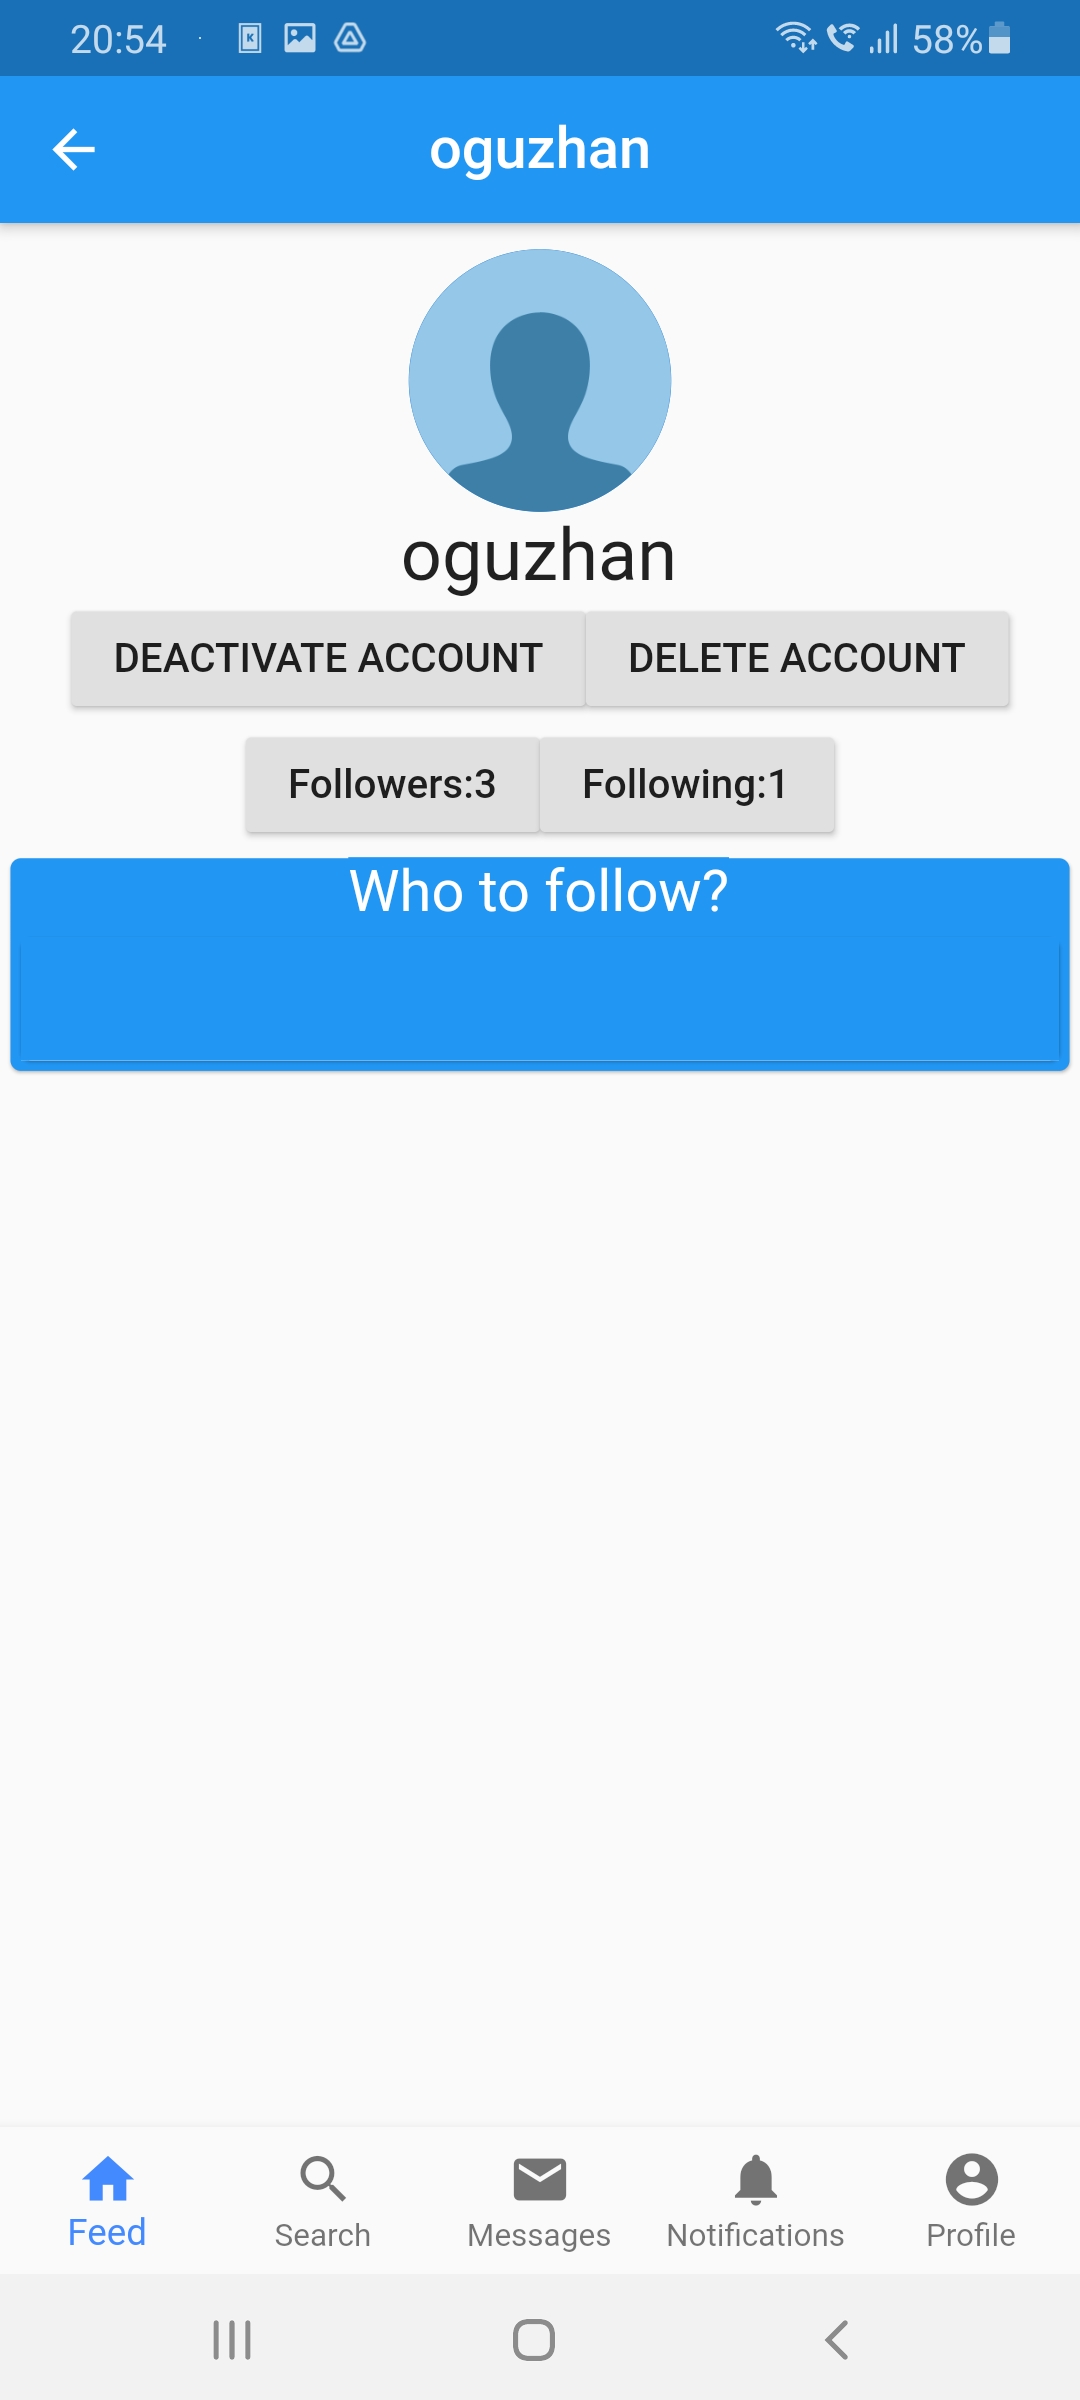 20:54 58%
oguzhan
oguzhan
DEACTIVATE ACCOUNT DELETE ACCOUNT
Followers:3 Following:1
Who to follow?
Feed Search Messages Notifications Profile